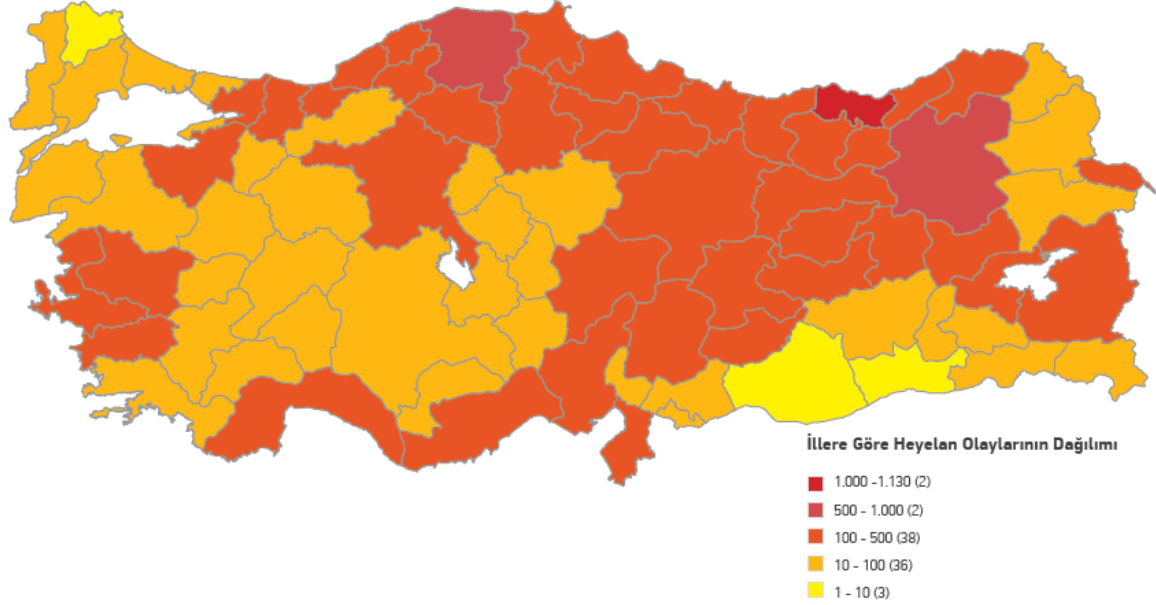 İllere Göre Heyelan Olaylarının Dağılımı
1.000 -1.130 (2)
500 - 1.000 (2)
100 - 500 (38)
10 - 100 (36)
1 - 10 (3)